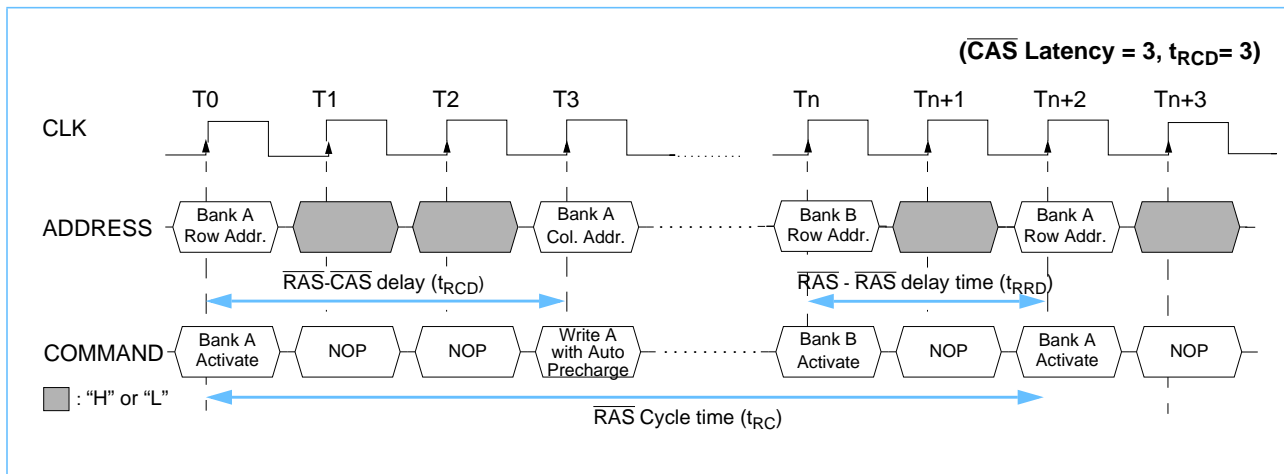 (CAS Latency = 3, tRCD= 3)
T0 T1 T2 T3 Tn Tn+1 Tn+2 Tn+3
CLK
ADDRESS
Bank A
Row Addr.
Bank A
Col. Addr.
Bank B
Row Addr.
Bank A
Row Addr.
RAS-CAS delay (tRCD)
RAS - RAS delay time (tRRD)
COMMAND
Bank A
Activate
NOP
NOP
Write A
with Auto
Precharge
Bank B
Activate
NOP
Bank A
Activate
NOP
: “H” or “L”
RAS Cycle time (tRC)